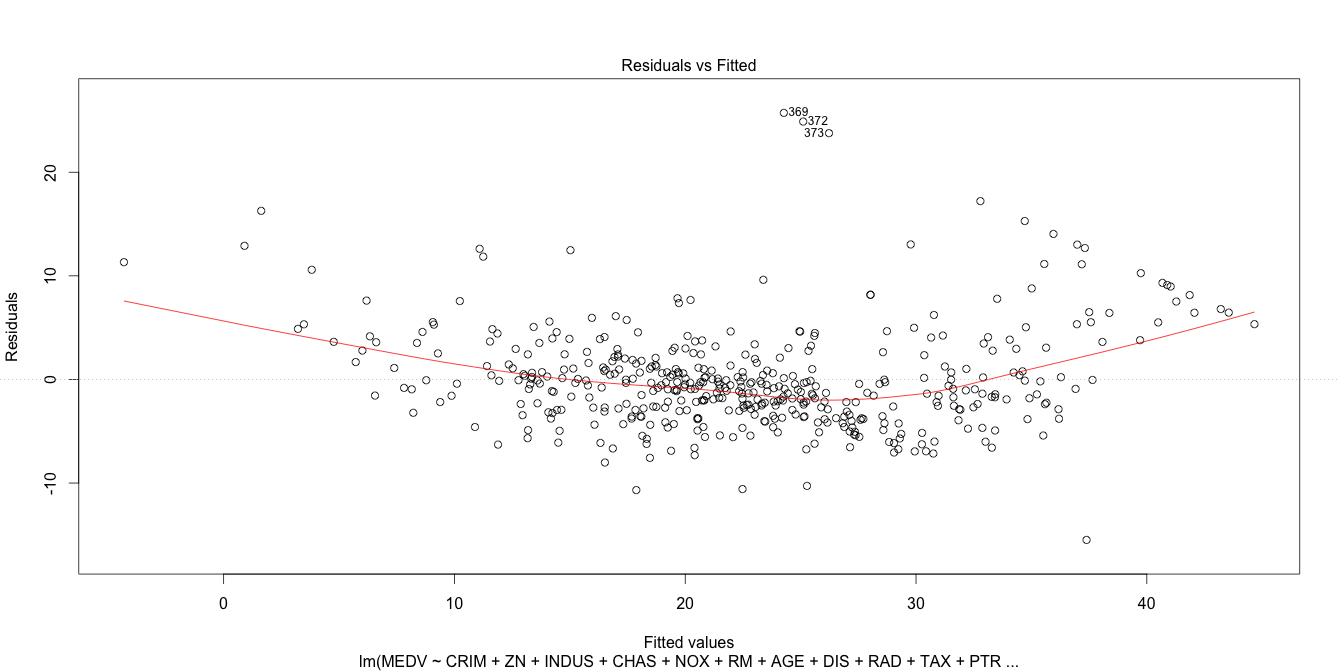 Residuals vs Fitted
369
372
373
Residuals
20
10
0
-10
0 10 20 30 40
Fitted values
lm(MEDV ~ CRIM + ZN + INDUS + CHAS + NOX + RM + AGE + DIS + RAD + TAX + PTR ...